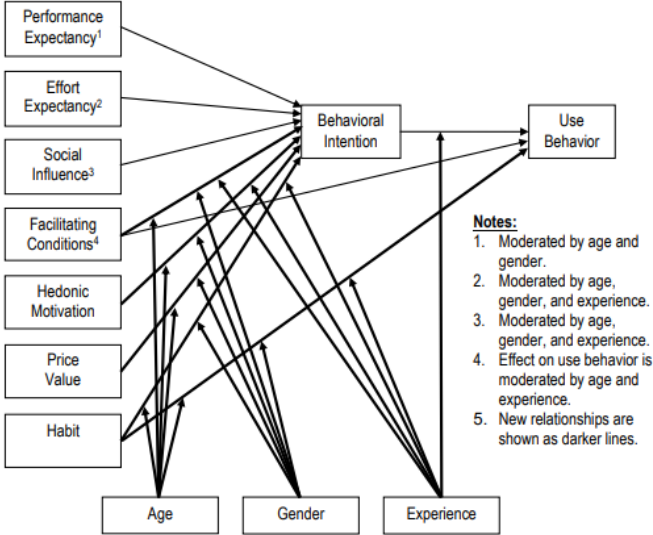 Performance
Expectancy1
Effort
Expectancy2
Social
Influence3
Facilitating
Conditions4
Hedonic
Motivation
Price
Value
Habit
Behavioral
Intention
Use
Behavior
Notes:
1. Moderated by age and
gender.
2. Moderated by age,
gender, and experience.
3. Moderated by age,
gender, and experience.
4. Effect on use behavior is
moderated by age and
experience.
5. New relationships are
shown as darker lines.
Age
Gender
Experience